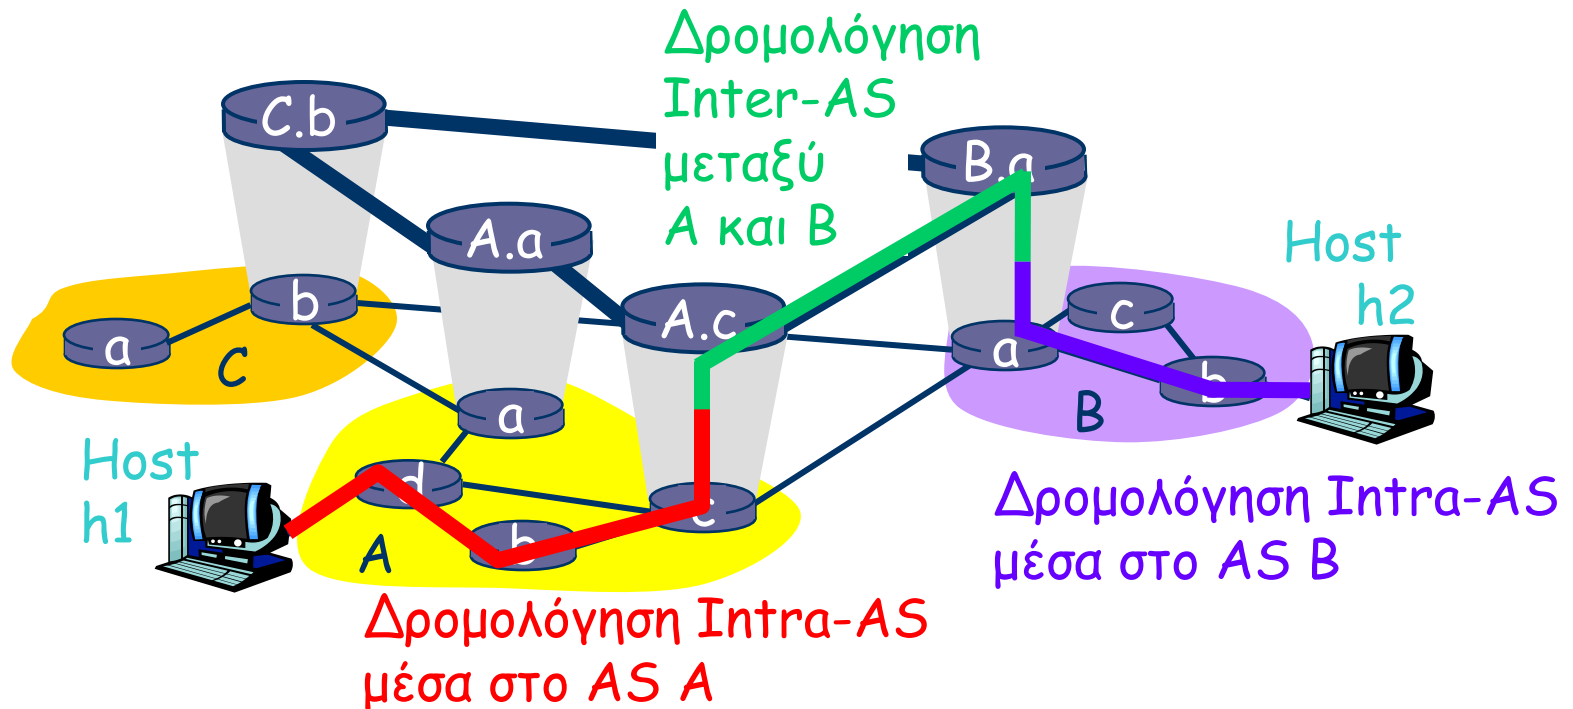 Δρομολόγηση
Inter-AS
μεταξύ
Α και Β
C.b
B.a
A.a
A.c
Host
h2
b
a
C
c
a
b
B
a
d
c
b
A
Host
h1
Δρομολόγηση Intra-AS
μέσα στο AS B
Δρομολόγηση Intra-AS
μέσα στο AS A